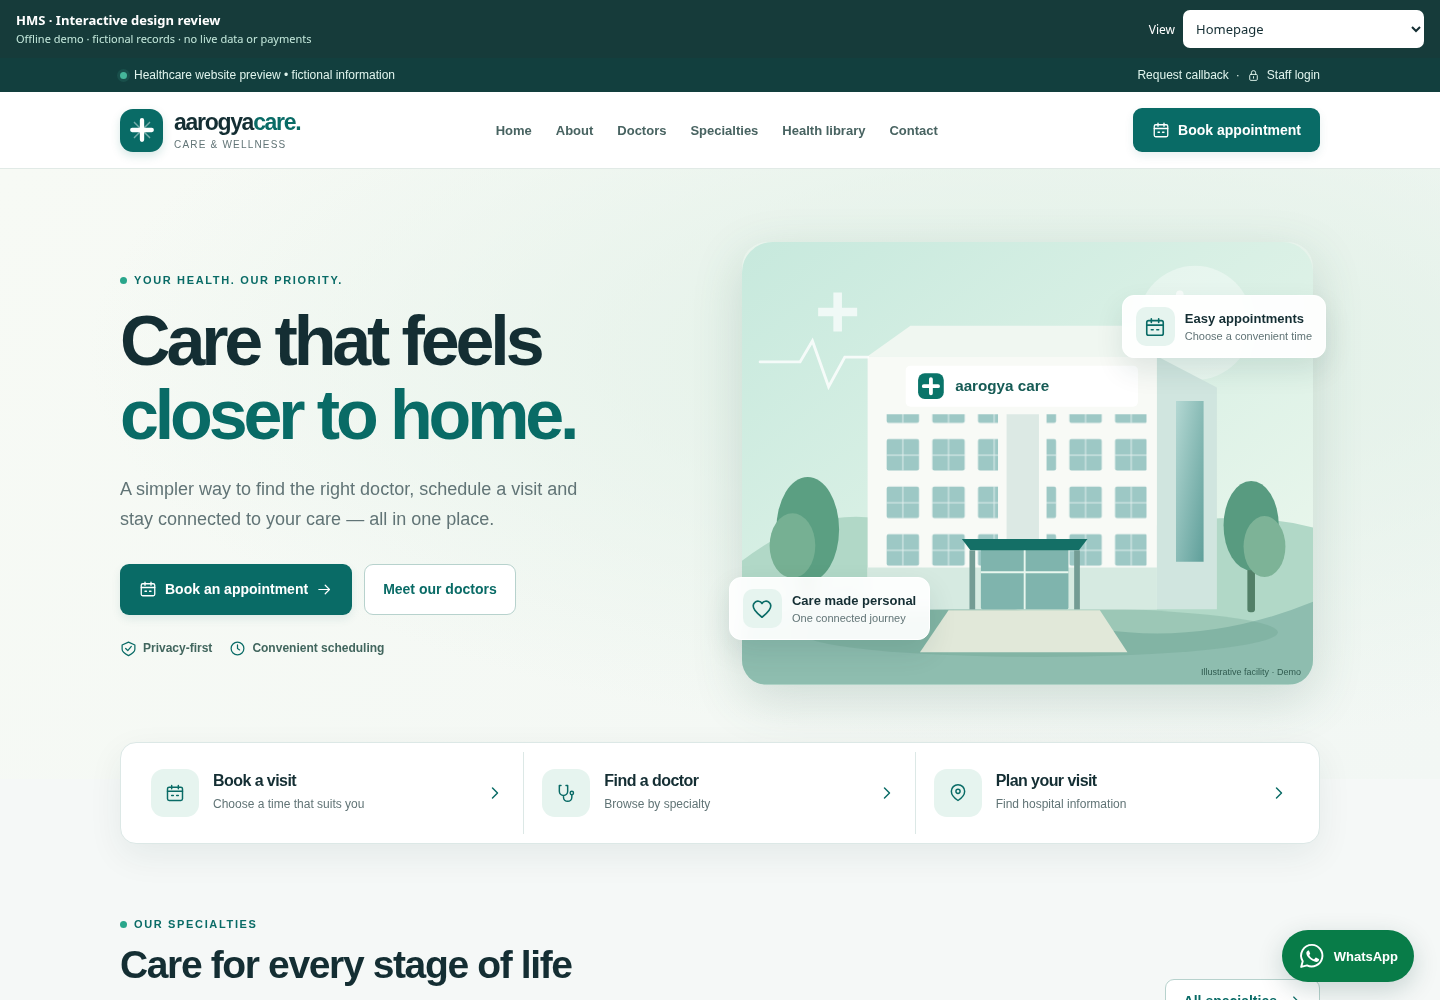 HMS · Interactive design review
Offline demo · fictional records · no live data or payments
View
Homepage
Healthcare website preview • fictional information
Request callback · Staff login
aarogyacare.
CARE & WELLNESS
Home
About
Doctors
Specialties
Health library
Contact
Book appointment
YOUR HEALTH. OUR PRIORITY.
Care that feels
closer to home.
A simpler way to find the right doctor, schedule a visit and
stay connected to your care — all in one place.
Book an appointment
Meet our doctors
Privacy-first
Convenient scheduling
Easy appointments
Choose a convenient time
aarogya care
Care made personal
One connected journey
Illustrative facility · Demo
Book a visit
Choose a time that suits you
Find a doctor
Browse by specialty
Plan your visit
Find hospital information
OUR SPECIALTIES
Care for every stage of life
All specialties
WhatsApp